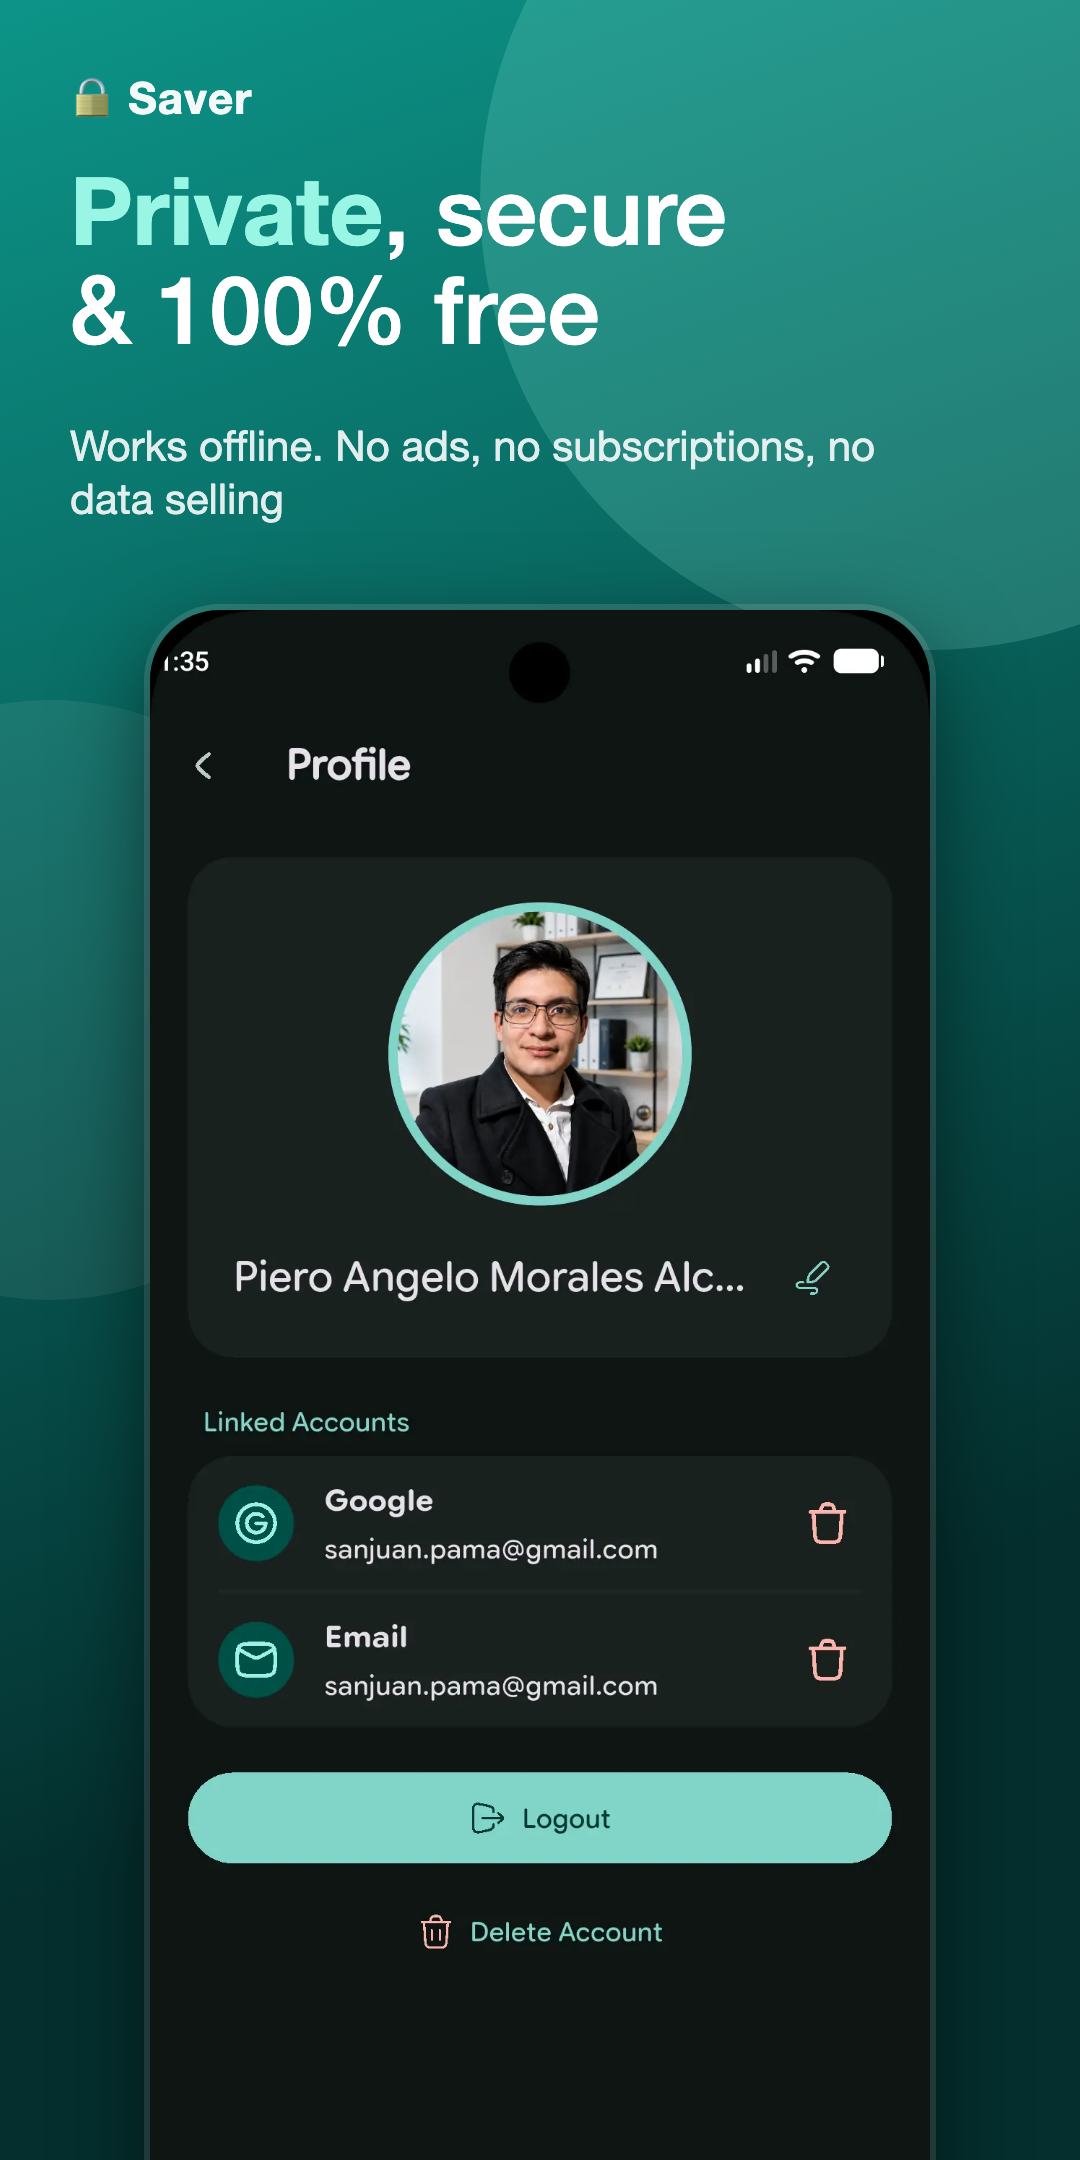 Saver
Private, secure
& 100% free
Works offline. No ads, no subscriptions, no
data selling
:35
Profile
Piero Angelo Morales Alc...
Linked Accounts
Google
sanjuan.pama@gmail.com
Email
sanjuan.pama@gmail.com
Logout
Delete Account